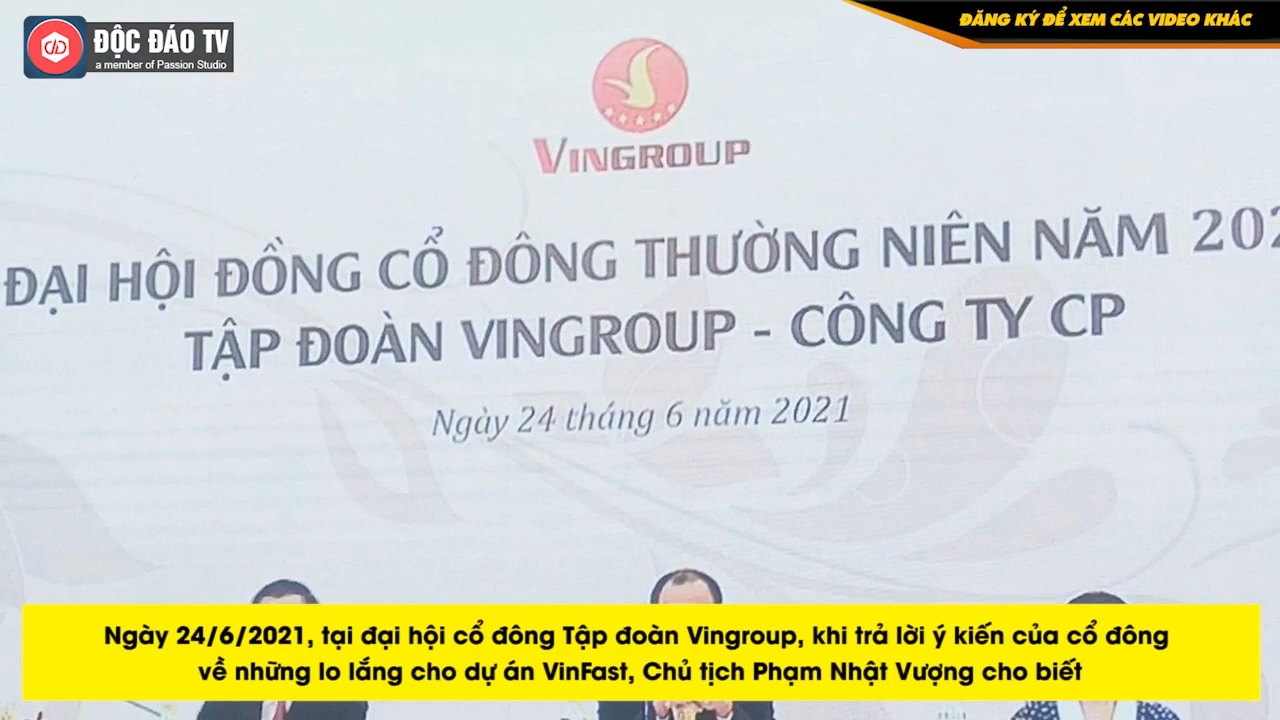 ĐỘC ĐÁO TV
a member of Passion Studio
ĐĂNG KÝ ĐỂ XEM CÁC VIDEO KHÁC
VINGROUP
ĐẠI HỘI ĐỒNG CỔ ĐÔNG THƯỜNG NIÊN NĂM 202
TẬP ĐOÀN VINGROUP - CÔNG TY CP
Ngày 24 tháng 6 năm 2021
Ngày 24/6/2021, tại đại hội cổ đông Tập đoàn Vingroup, khi trả lời ý kiến của cổ đông
về những lo lắng cho dự án VinFast, Chủ tịch Phạm Nhật Vượng cho biết